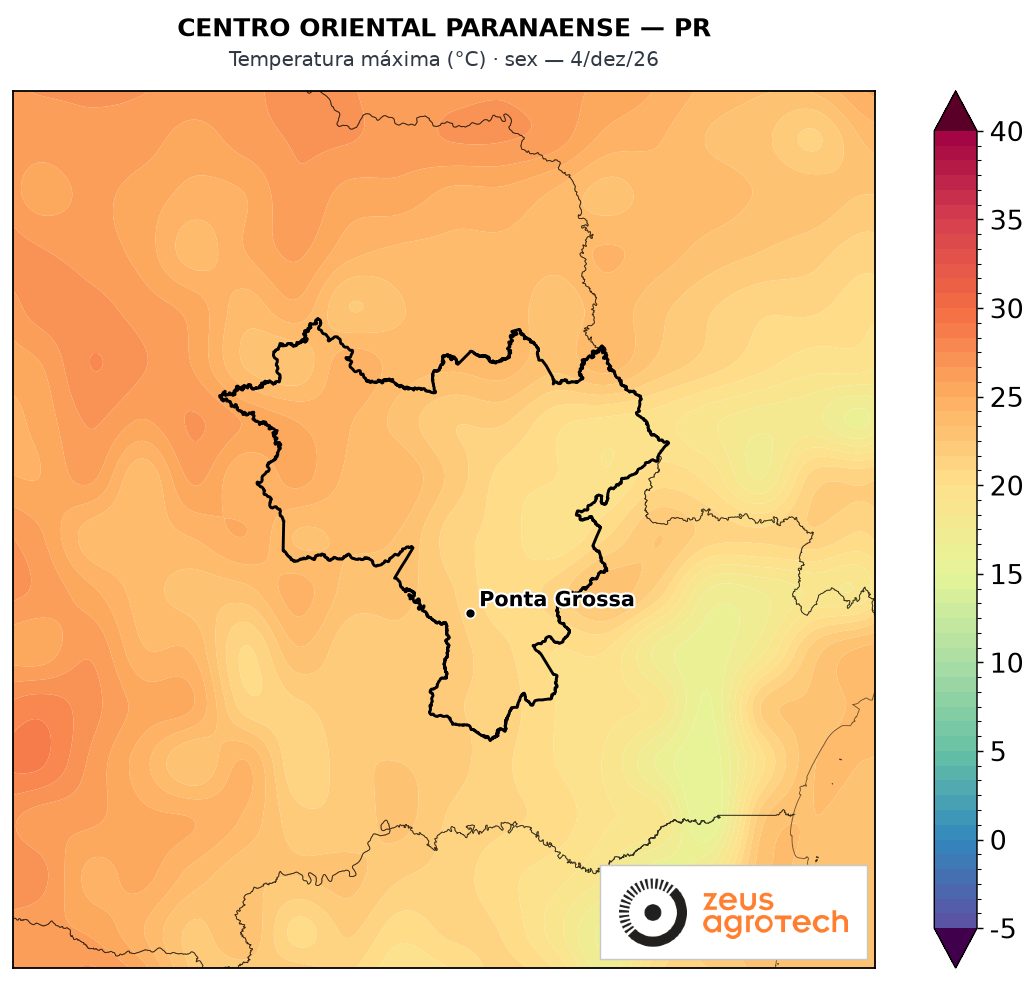 CENTRO ORIENTAL PARANAENSE — PR
Temperatura máxima (°C) · sex — 4/dez/26
40
35
30
25
20
15
10
5
0
-5
Ponta Grossa
zeus
agrotech